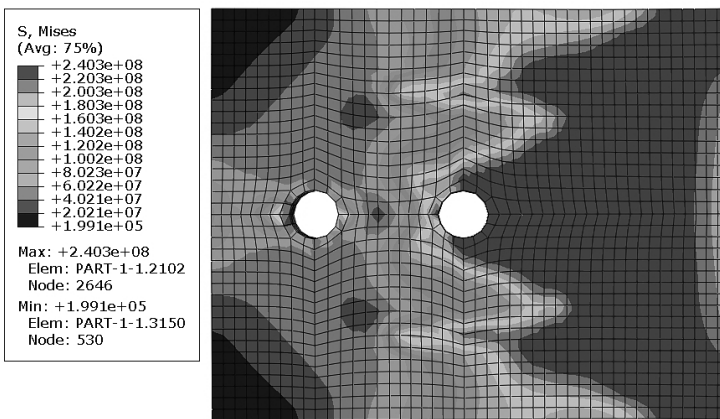 S, Mises
(Avg: 75%)
+2.403e+08
+2.203e+08
+2.003e+08
+1.803e+08
+1.603e+08
+1.402e+08
+1.202e+08
+1.002e+08
+8.023e+07
+6.022e+07
+4.021e+07
+2.021e+07
+1.991e+05
Max: +2.403e+08
Elem: PART-1-1.2102
Node: 2646
Min: +1.991e+05
Elem: PART-1-1.3150
Node: 530